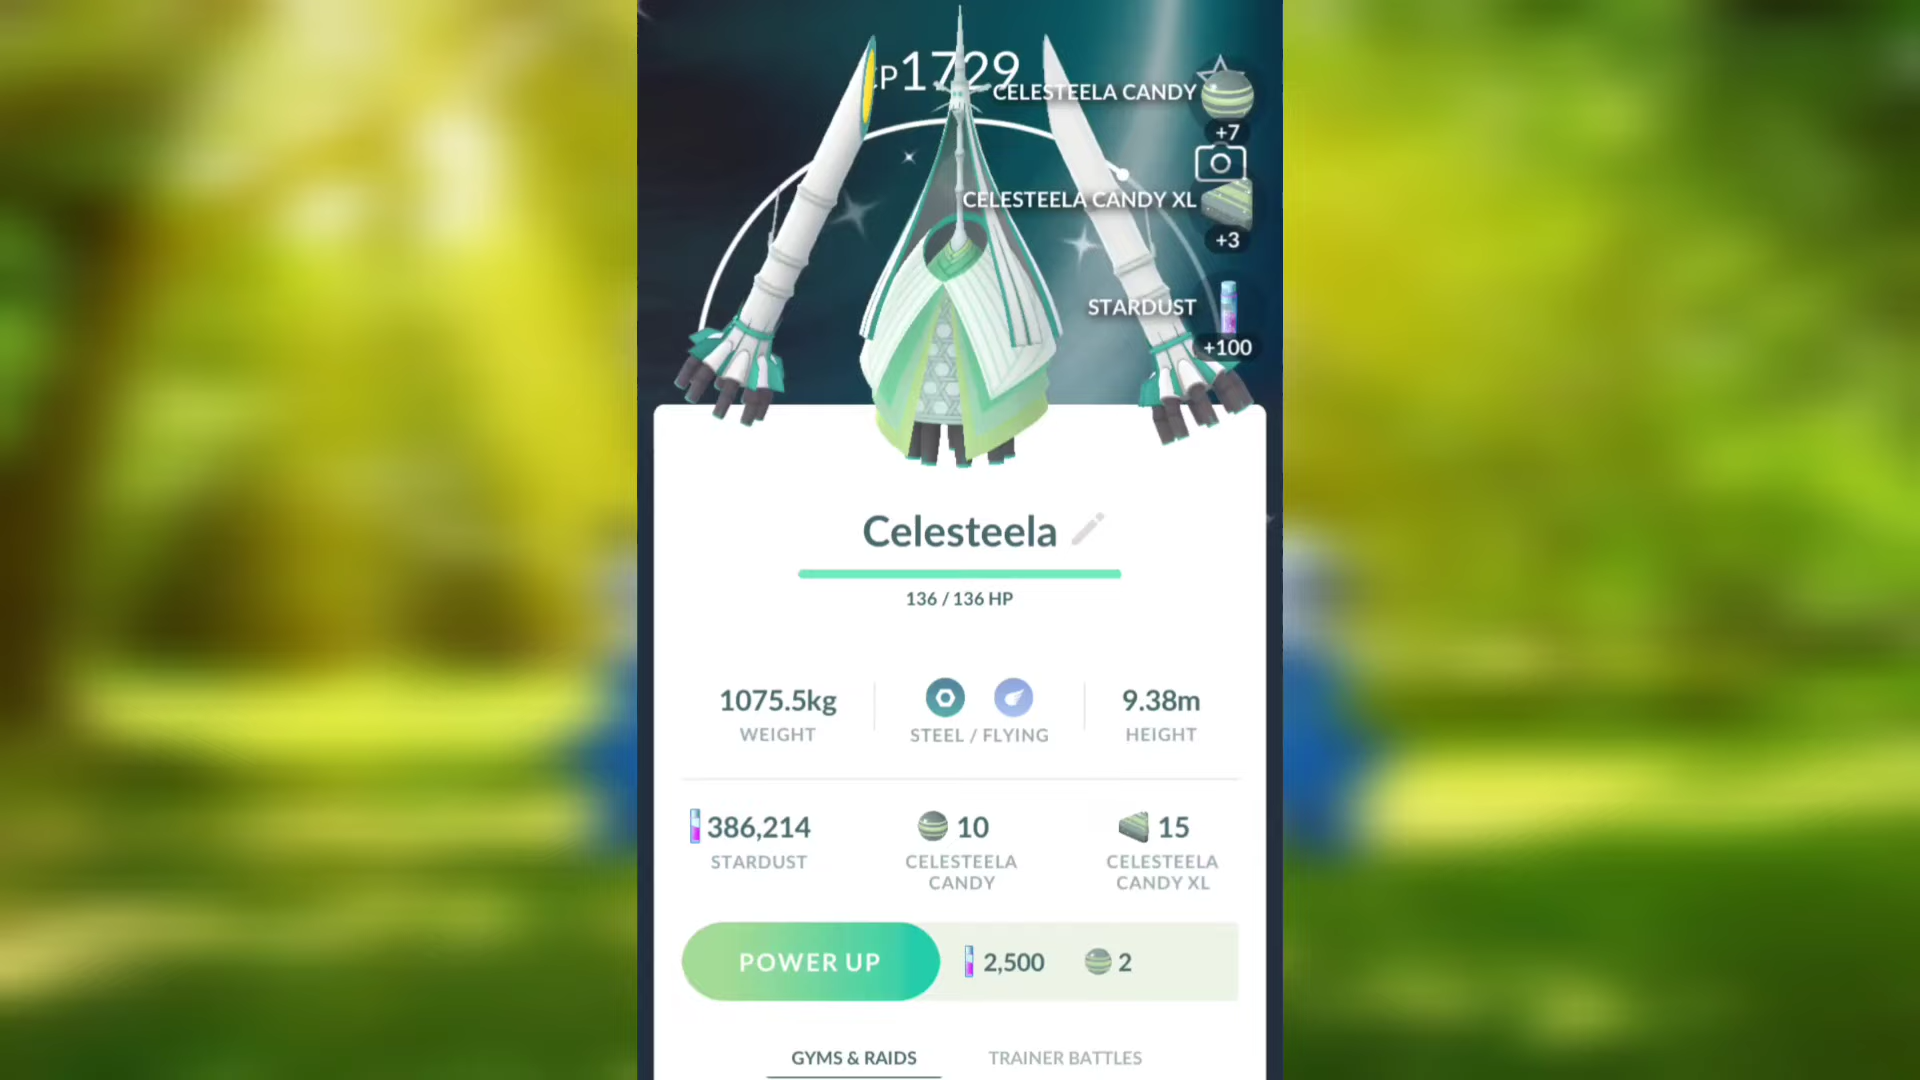 CP1729
CELESTEELA CANDY
+7
CELESTEELA CANDY XL
+3
STARDUST
+100
Celesteela
136 / 136 HP
1075.5kg
WEIGHT
STEEL / FLYING
9.38m
HEIGHT
386,214
STARDUST
10
CELESTEELA
CANDY
15
CELESTEELA
CANDY XL
POWER UP
2,500
2
GYMS & RAIDS
TRAINER BATTLES